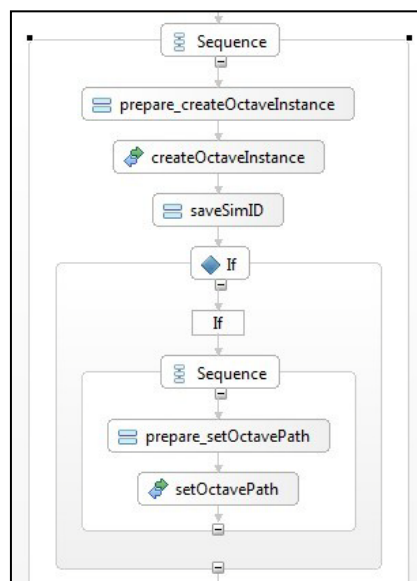 Sequence
prepare_createOctaveInstance
createOctaveInstance
saveSimID
If
If
Sequence
prepare_setOctavePath
setOctavePath